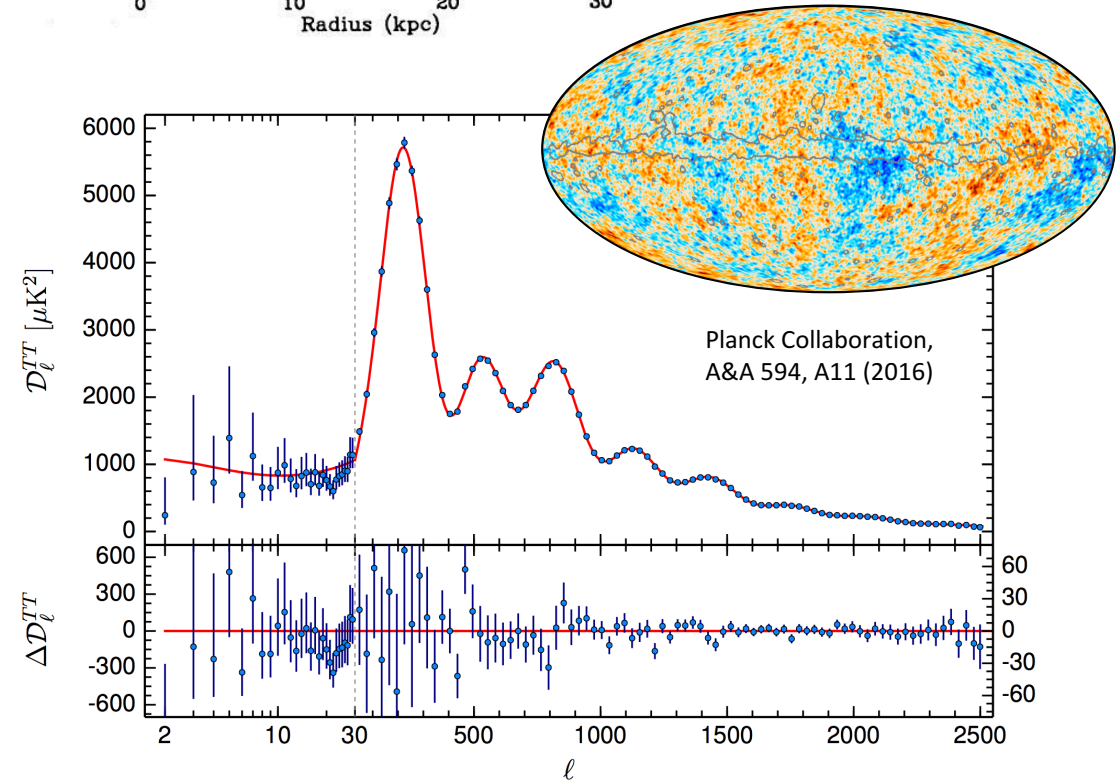 0 10 20 30
Radius (kpc)
6000
5000
4000
3000
2000
1000
0
𝒟ℓᵀᵀ [μK²]
Planck Collaboration,
A&A 594, A11 (2016)
600
300
0
-300
-600
Δ𝒟ℓᵀᵀ
60
30
0
-30
-60
2 10 30 500 1000 1500 2000 2500
ℓ